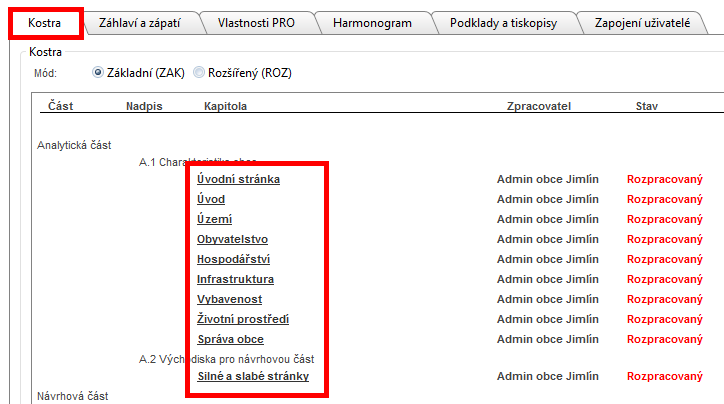 Kostra Záhlaví a zápatí Vlastnosti PRO Harmonogram Podklady a tiskopisy Zapojení uživatelé
Kostra
Mód: Základní (ZAK) Rozšířený (ROZ)
Část Nadpis Kapitola Zpracovatel Stav
Analytická část
A.1 Charakteristika obce
Úvodní stránka Admin obce Jimlín Rozpracovaný
Úvod Admin obce Jimlín Rozpracovaný
Území Admin obce Jimlín Rozpracovaný
Obyvatelstvo Admin obce Jimlín Rozpracovaný
Hospodářství Admin obce Jimlín Rozpracovaný
Infrastruktura Admin obce Jimlín Rozpracovaný
Vybavenost Admin obce Jimlín Rozpracovaný
Životní prostředí Admin obce Jimlín Rozpracovaný
Správa obce Admin obce Jimlín Rozpracovaný
A.2 Východiska pro návrhovou část
Silné a slabé stránky Admin obce Jimlín Rozpracovaný
Návrhová část